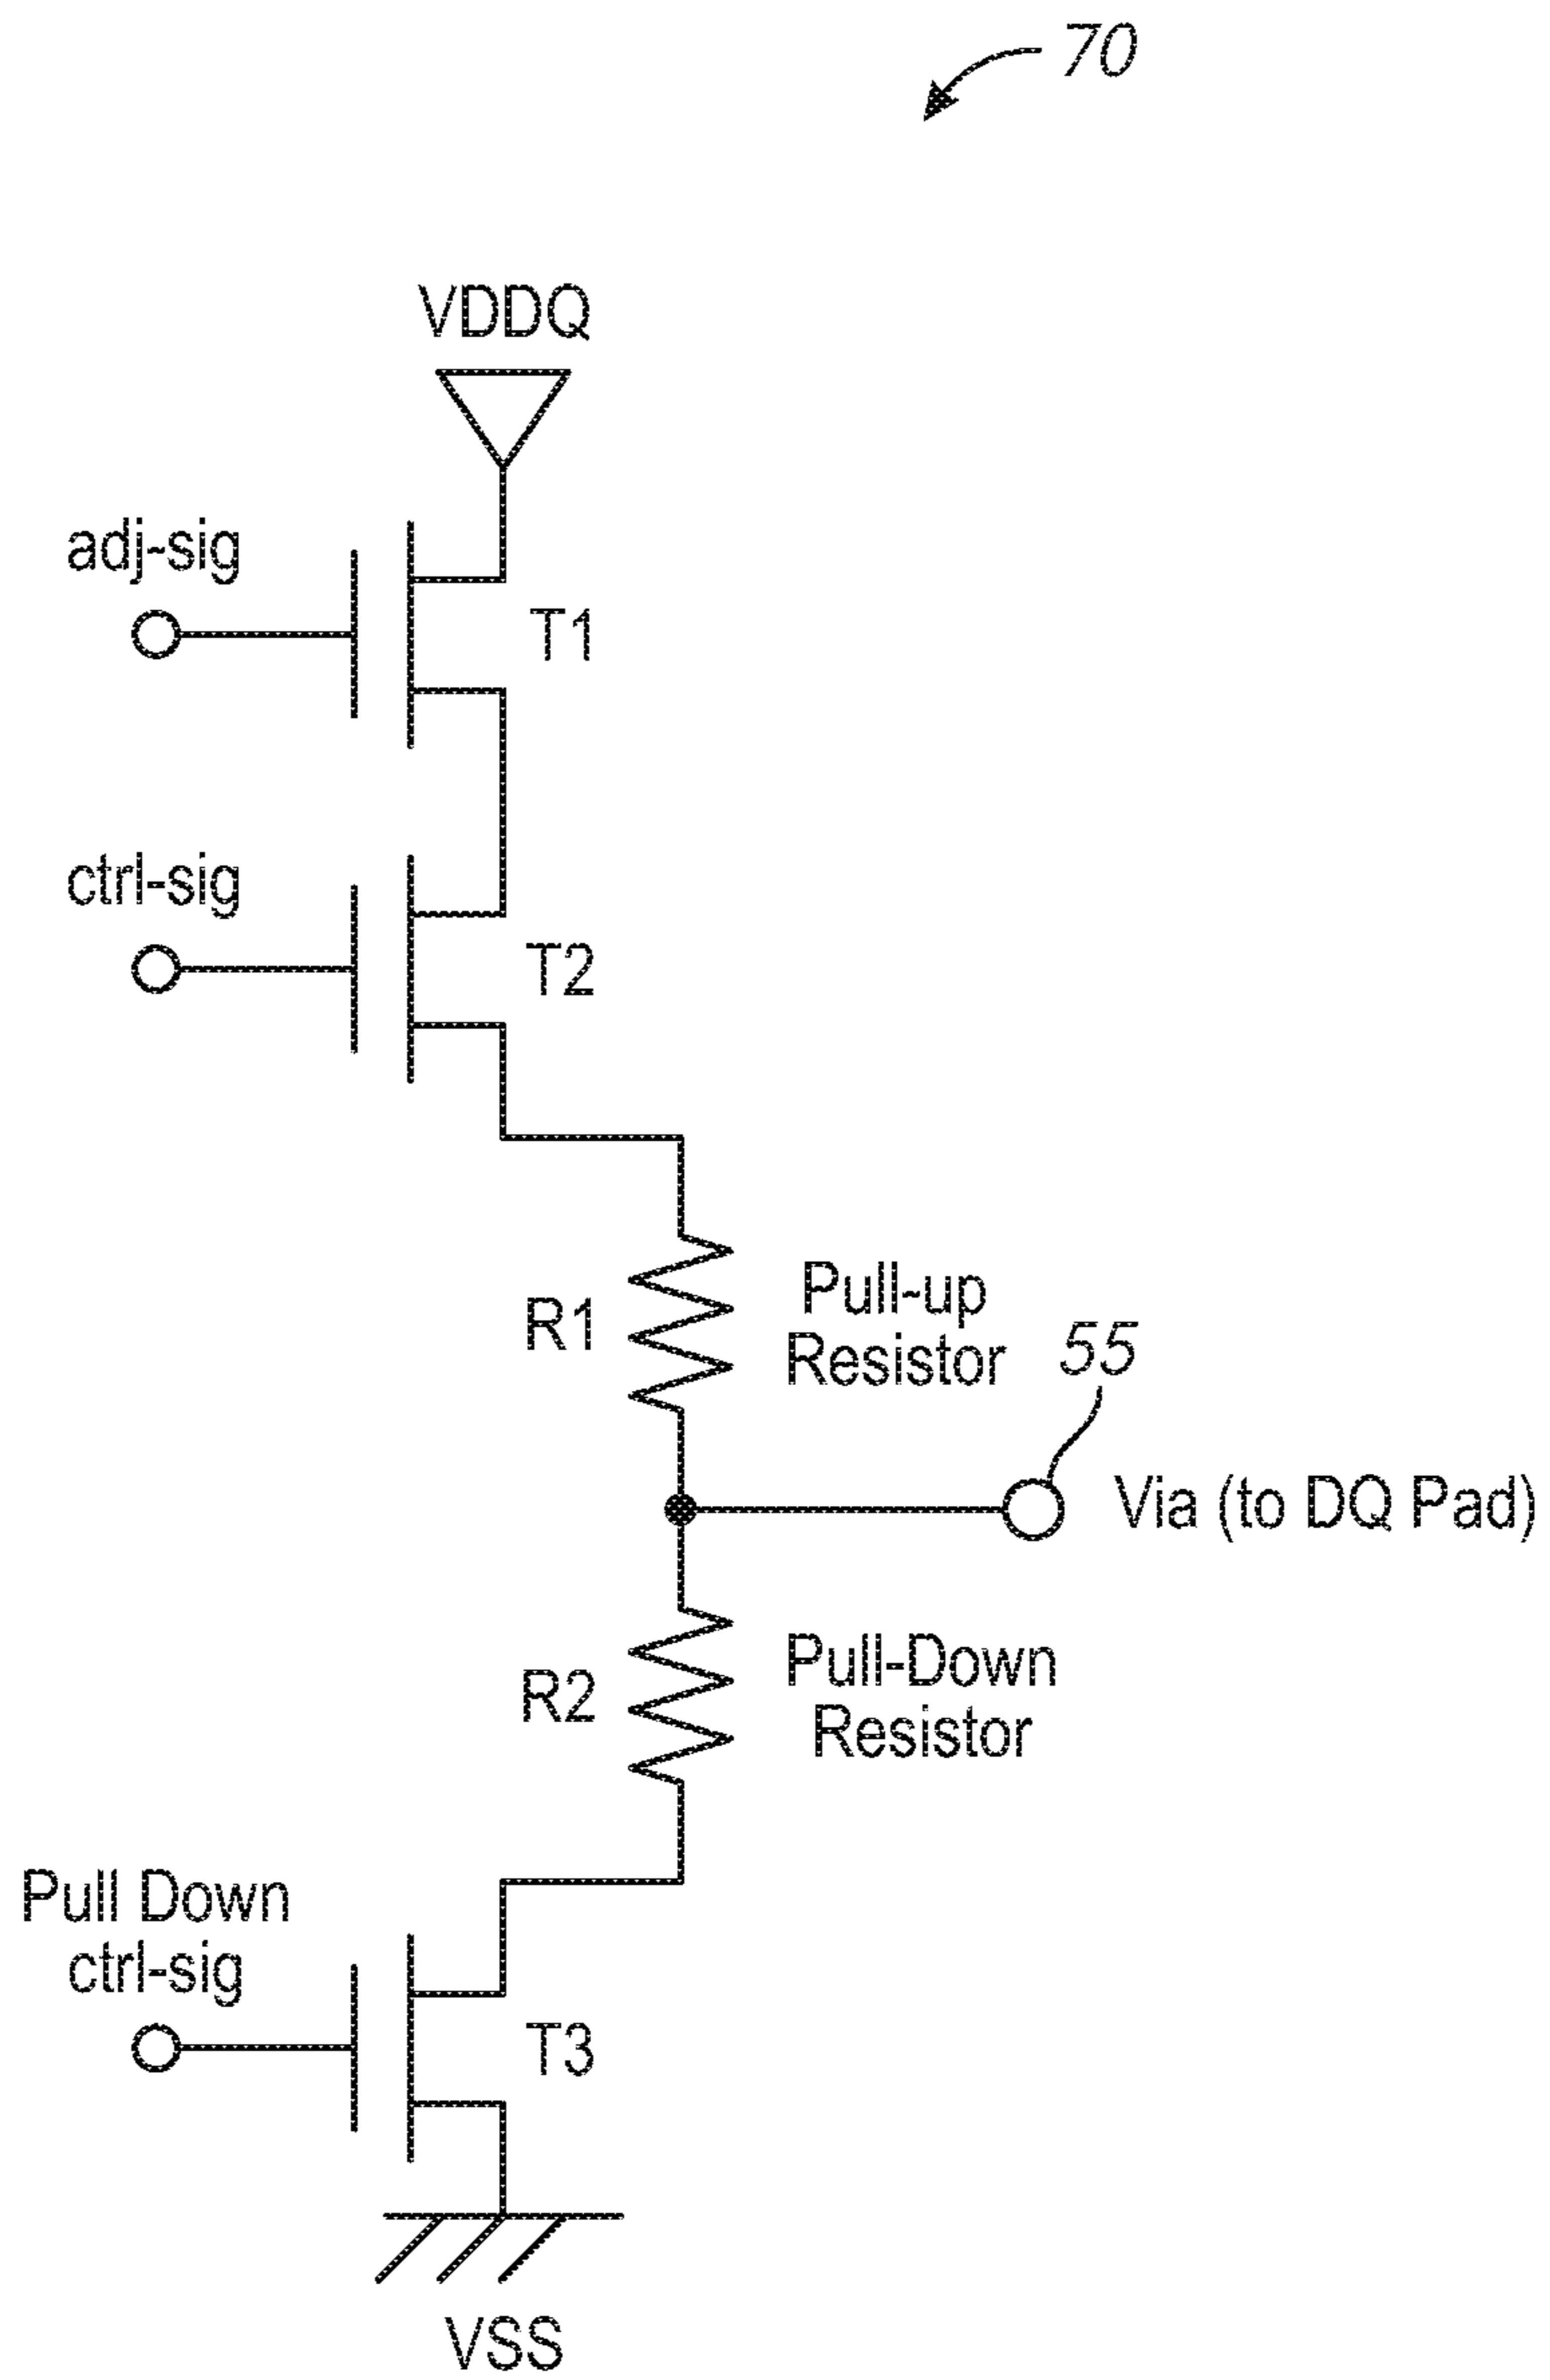 70
VDDQ
adj-sig
T1
ctrl-sig
T2
R1
Pull-up
Resistor
55
Via (to DQ Pad)
R2
Pull-Down
Resistor
Pull Down
ctrl-sig
T3
VSS